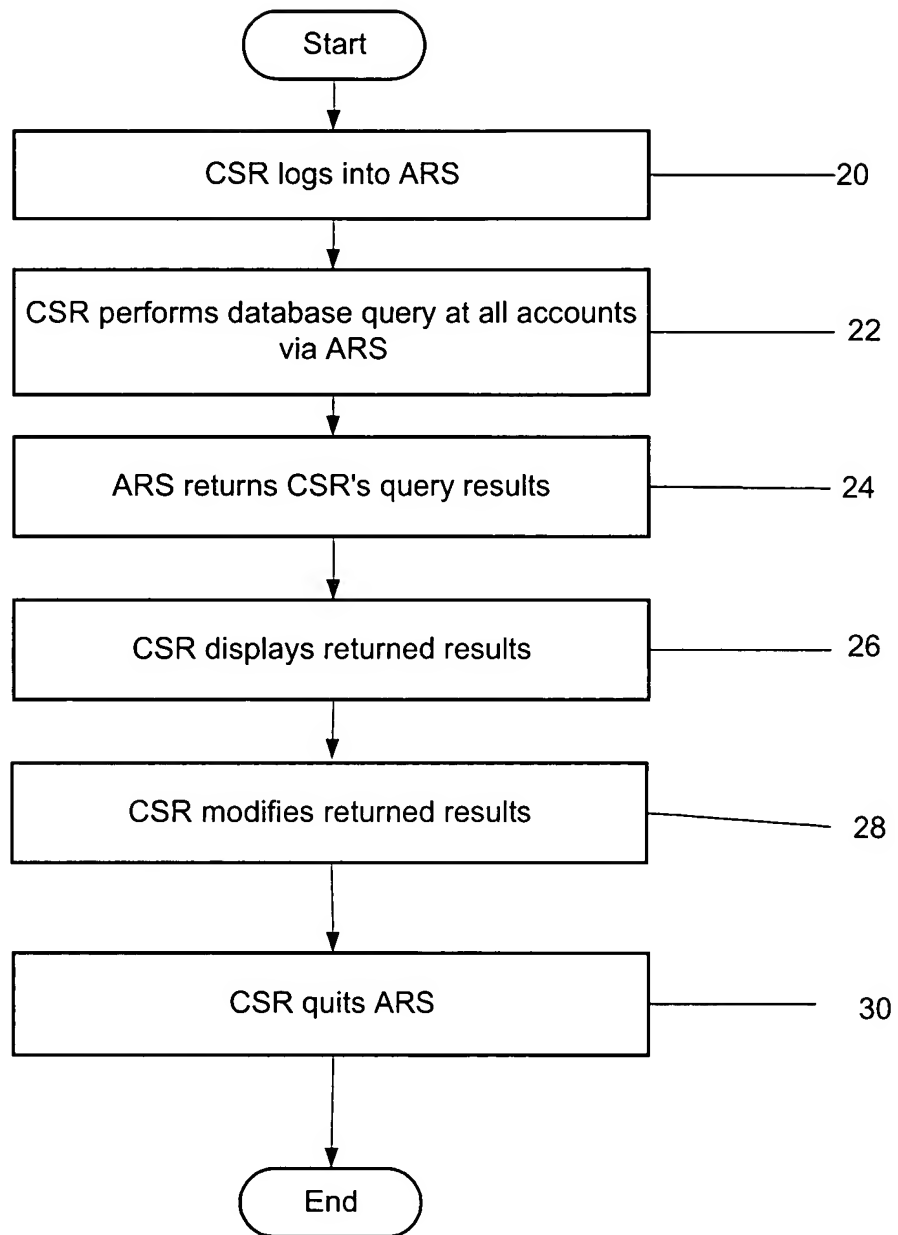 Start
CSR logs into ARS
20
CSR performs database query at all accounts
via ARS
22
ARS returns CSR's query results
24
CSR displays returned results
26
CSR modifies returned results
28
CSR quits ARS
30
End